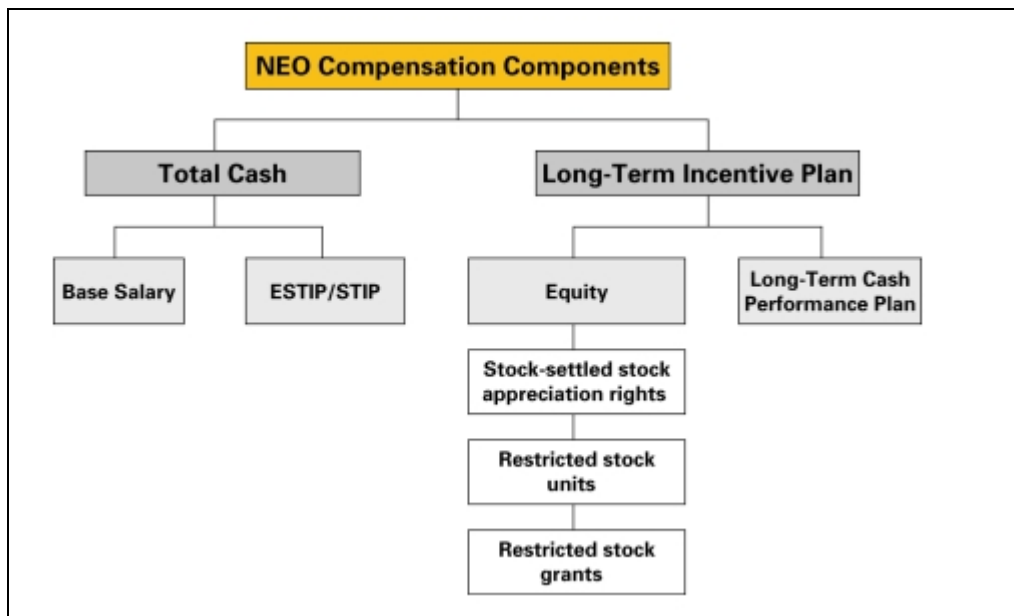 NEO Compensation Components
Total Cash
Long-Term Incentive Plan
Base Salary
ESTIP/STIP
Equity
Long-Term Cash
Performance Plan
Stock-settled stock
appreciation rights
Restricted stock
units
Restricted stock
grants